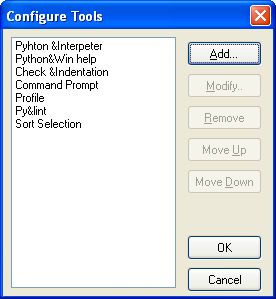 Configure Tools
Pyhton &Interpeter
Python&Win help
Check &Indentation
Command Prompt
Profile
Py&lint
Sort Selection
Add...
Modify..
Remove
Move Up
Move Down
OK
Cancel